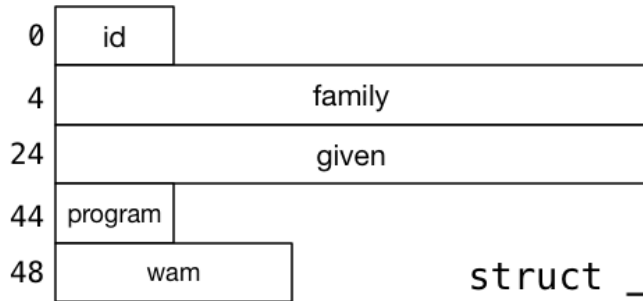 0 id
4 family
24 given
44 program
48 wam
struct _